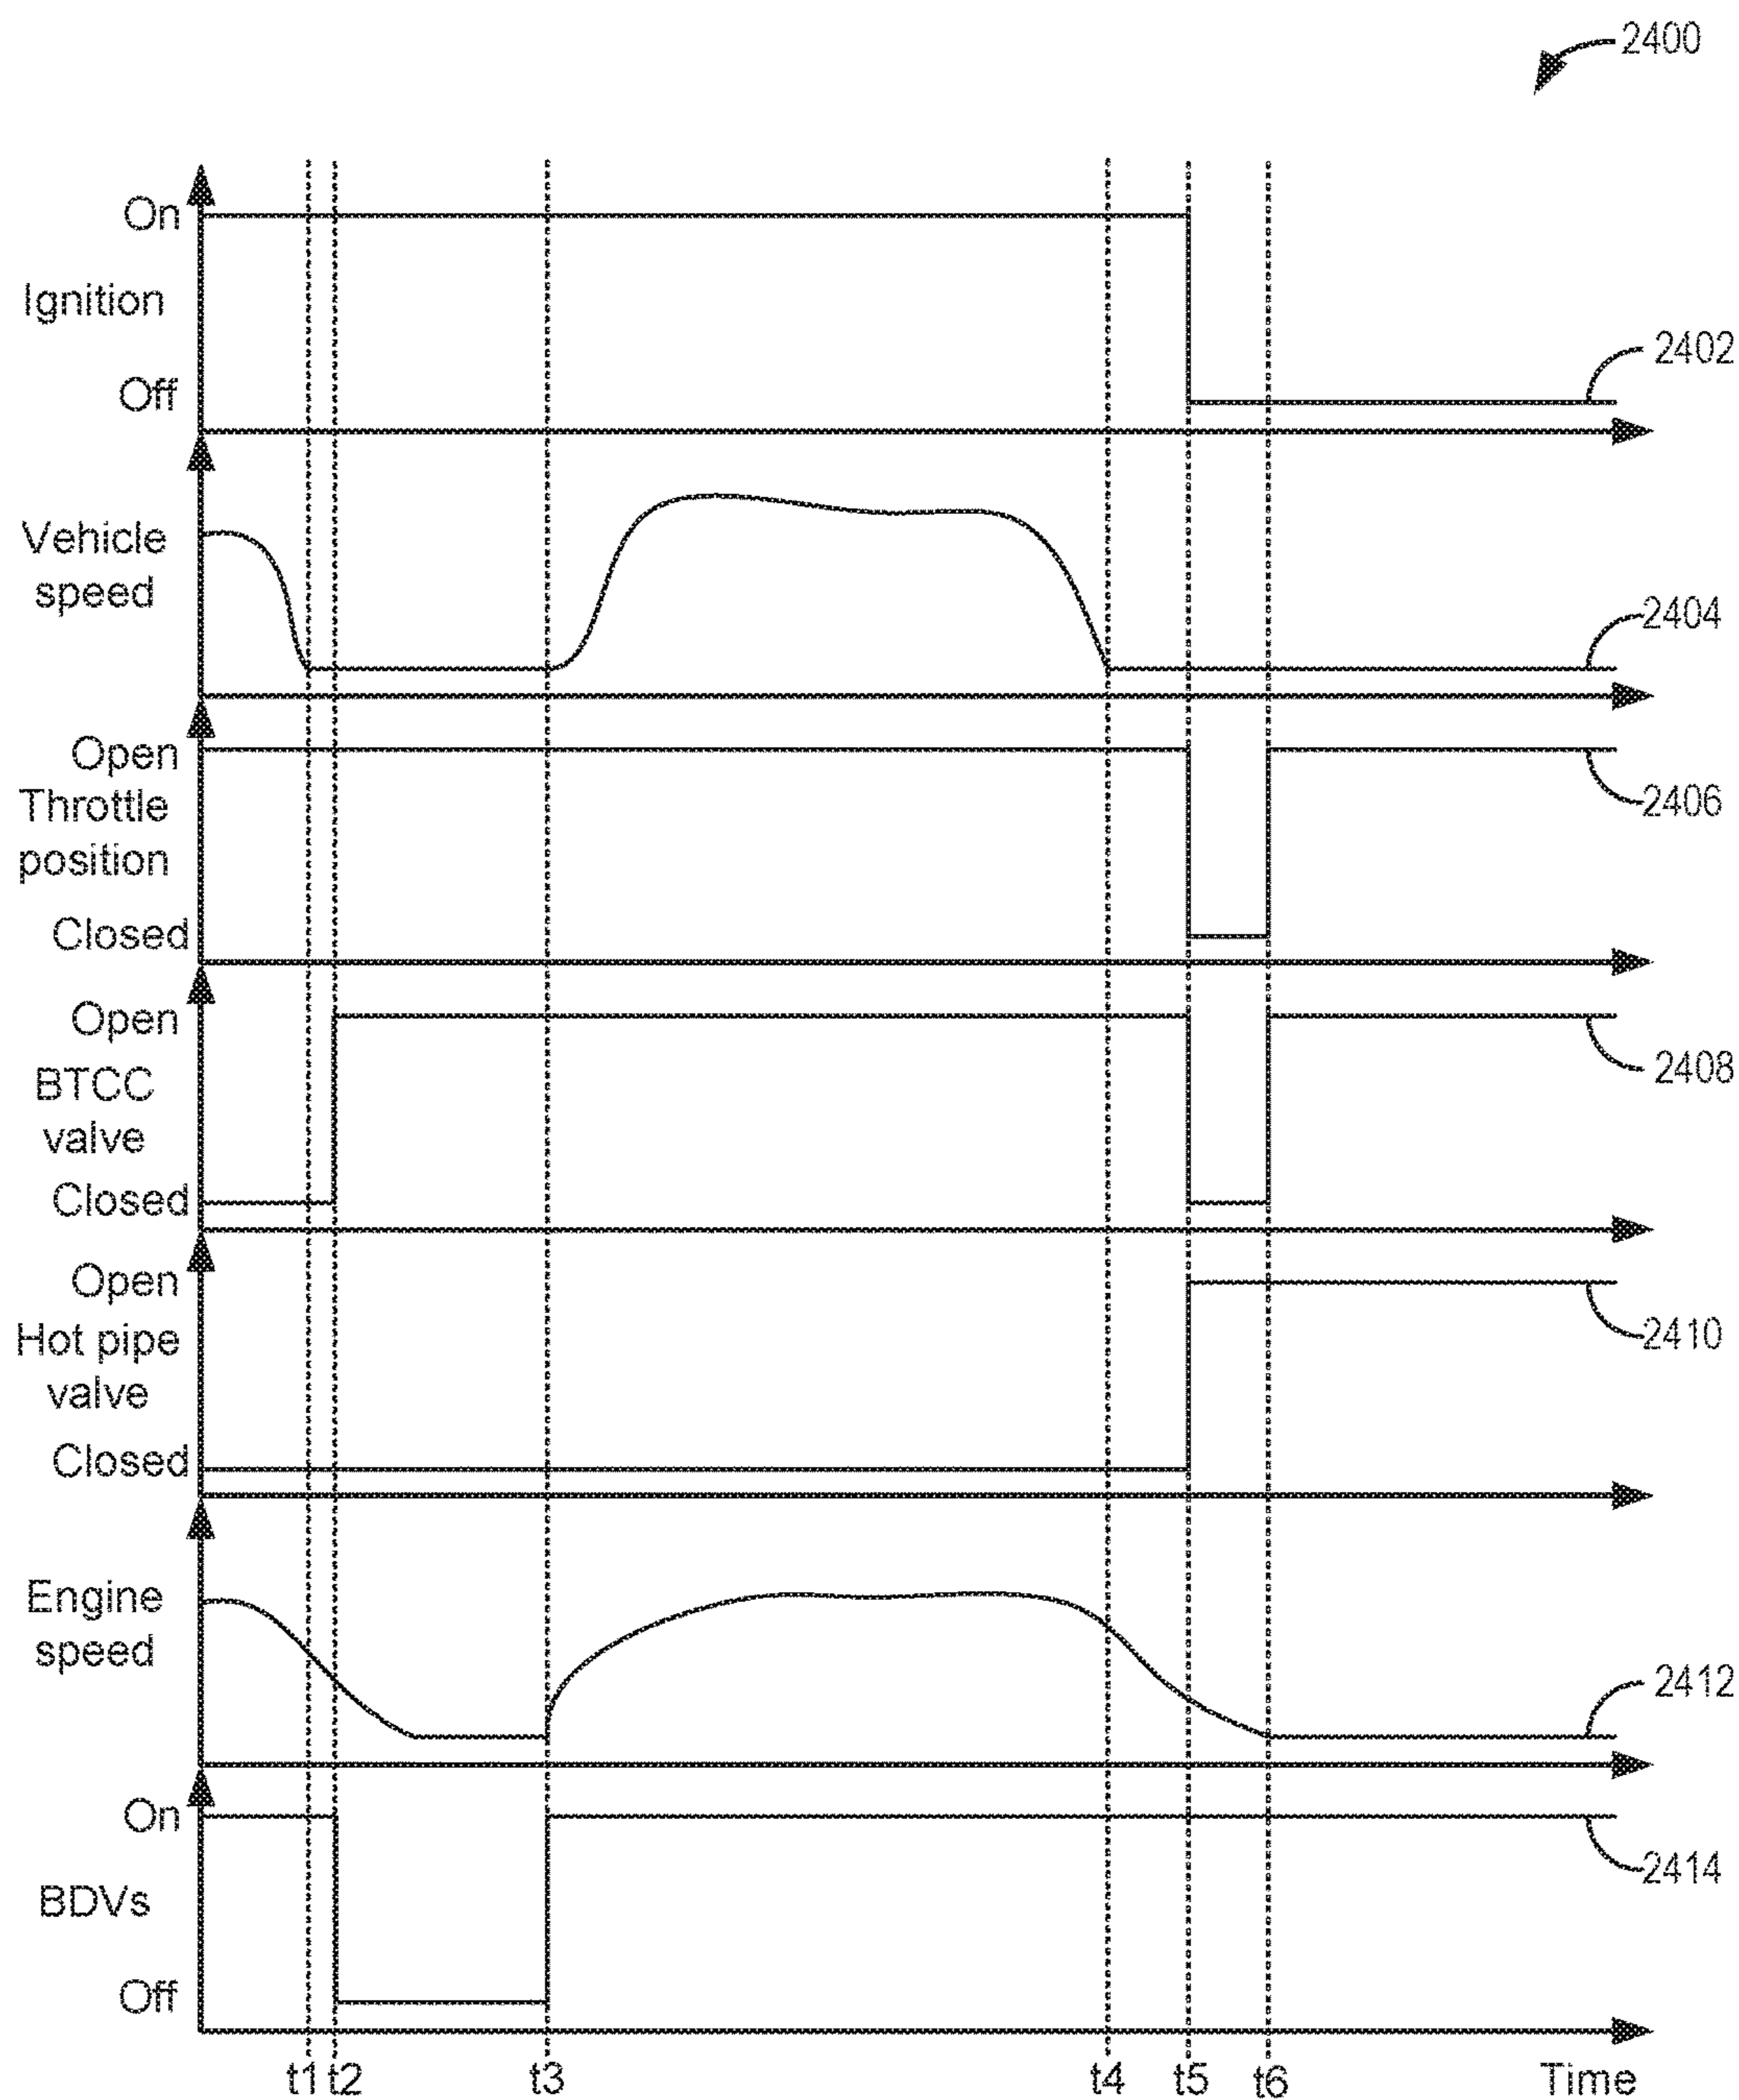 2400
On
Ignition
Off
2402
Vehicle
speed
2404
Open
Throttle
position
Closed
2406
Open
BTCC
valve
Closed
2408
Open
Hot pipe
valve
Closed
2410
Engine
speed
2412
On
BDVs
Off
2414
t1 t2 t3 t4 t5 t6 Time